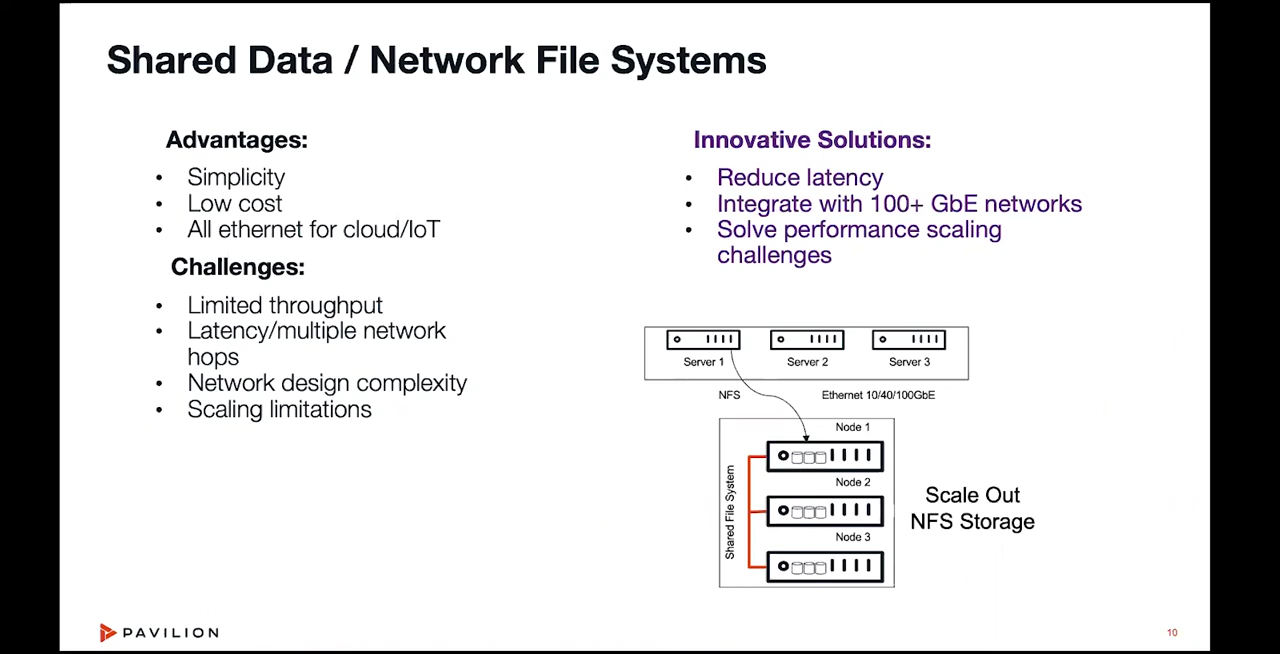 Shared Data / Network File Systems
Advantages:
• Simplicity
• Low cost
• All ethernet for cloud/IoT
Challenges:
• Limited throughput
• Latency/multiple network
hops
• Network design complexity
• Scaling limitations
Innovative Solutions:
• Reduce latency
• Integrate with 100+ GbE networks
• Solve performance scaling
challenges
Server 1 Server 2 Server 3
NFS Ethernet 10/40/100GbE
Node 1
Node 2
Node 3
Shared File System
Scale Out
NFS Storage
PAVILION
10